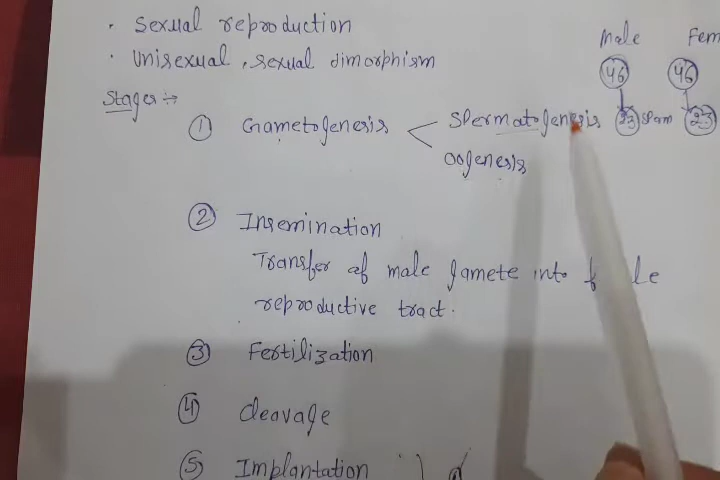 • Sexual reproduction
• Unisexual, sexual dimorphism
Male Fem
46 46
Stages :-
① Gametogenesis < Spermatogenesis 23 sperm 23
oogenesis
② Insemination
Transfer of male gamete into
reproductive tract.
③ Fertilization
④ cleavage
⑤ Implantation